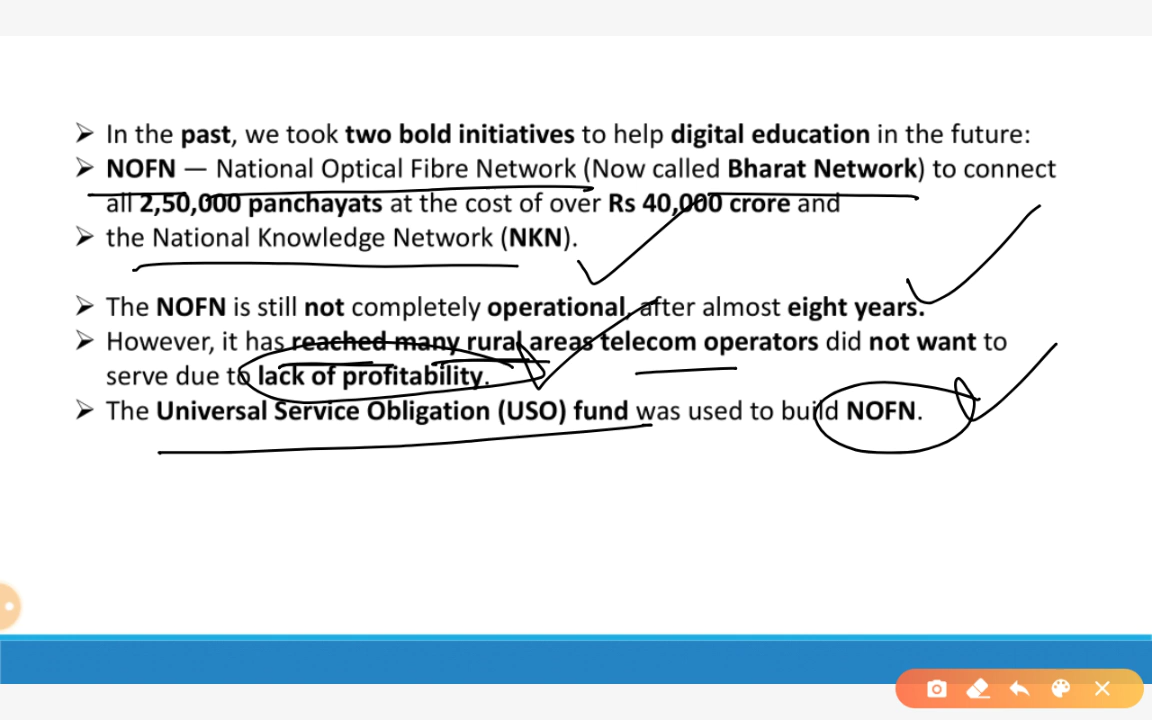 ➢ In the past, we took two bold initiatives to help digital education in the future:
➢ NOFN — National Optical Fibre Network (Now called Bharat Network) to connect
all 2,50,000 panchayats at the cost of over Rs 40,000 crore and
➢ the National Knowledge Network (NKN).
➢ The NOFN is still not completely operational, after almost eight years.
➢ However, it has reached many rural areas telecom operators did not want to
serve due to lack of profitability.
➢ The Universal Service Obligation (USO) fund was used to build NOFN.